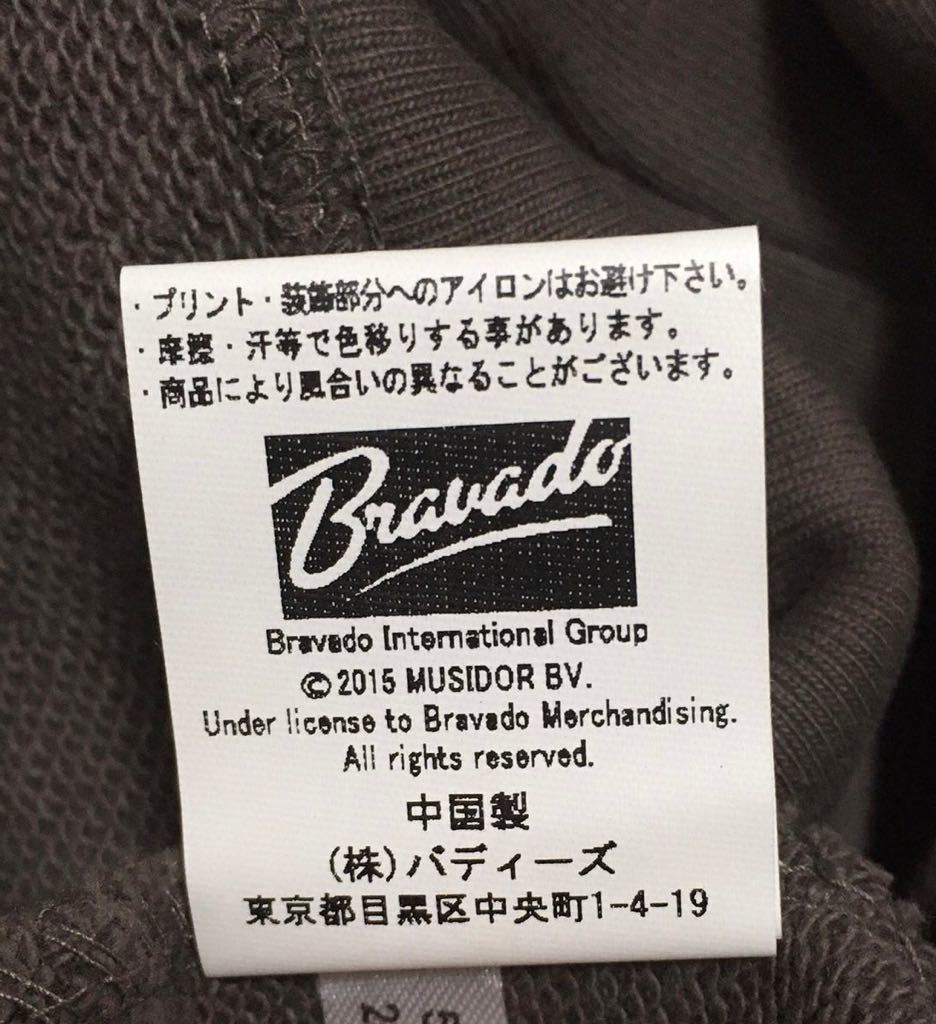 ・プリント・装飾部分へのアイロンはお避け下さい。
・摩擦・汗等で色移りする事があります。
・商品により風合いの異なることがございます。
Bravado
Bravado International Group
©2015 MUSIDOR BV.
Under license to Bravado Merchandising.
All rights reserved.
中国製
(株)バディーズ
東京都目黒区中央町1-4-19